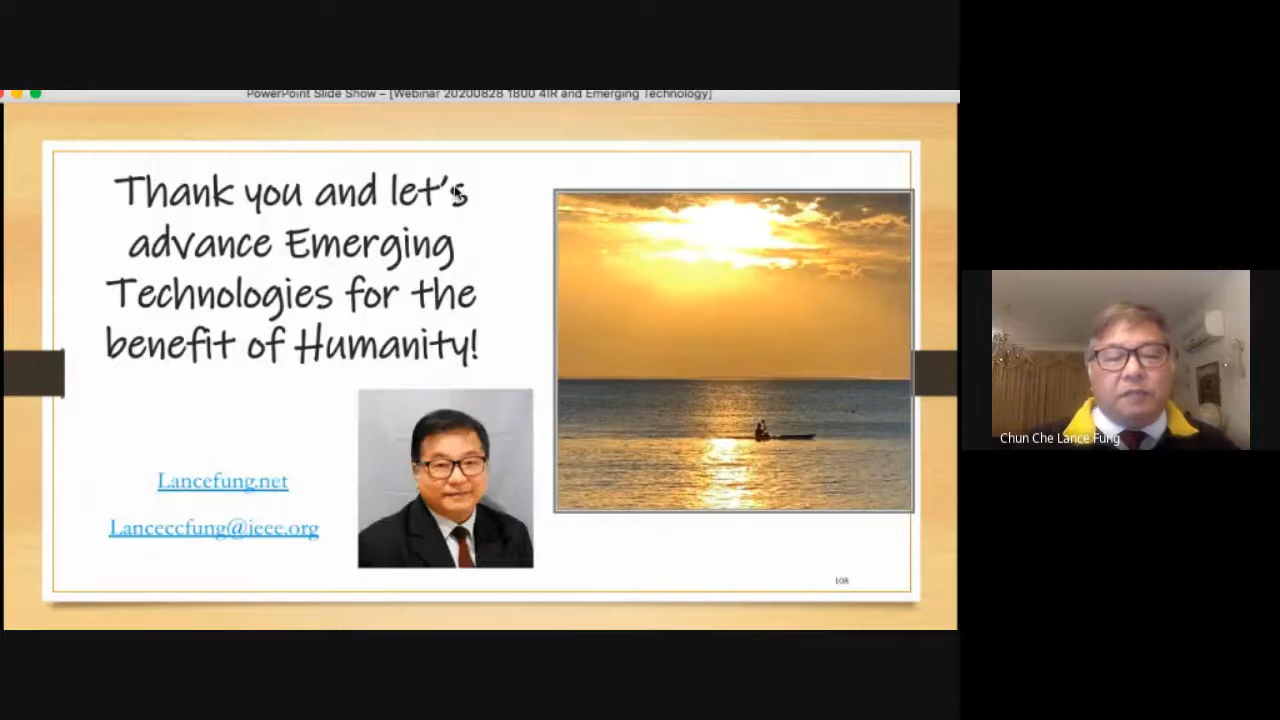 PowerPoint Slide Show – [Webinar 20200828 1800 4IR and Emerging Technology]
Thank you and let's
advance Emerging
Technologies for the
benefit of Humanity!
Lancefung.net
Lanceccfung@ieee.org
108
Chun Che Lance Fung